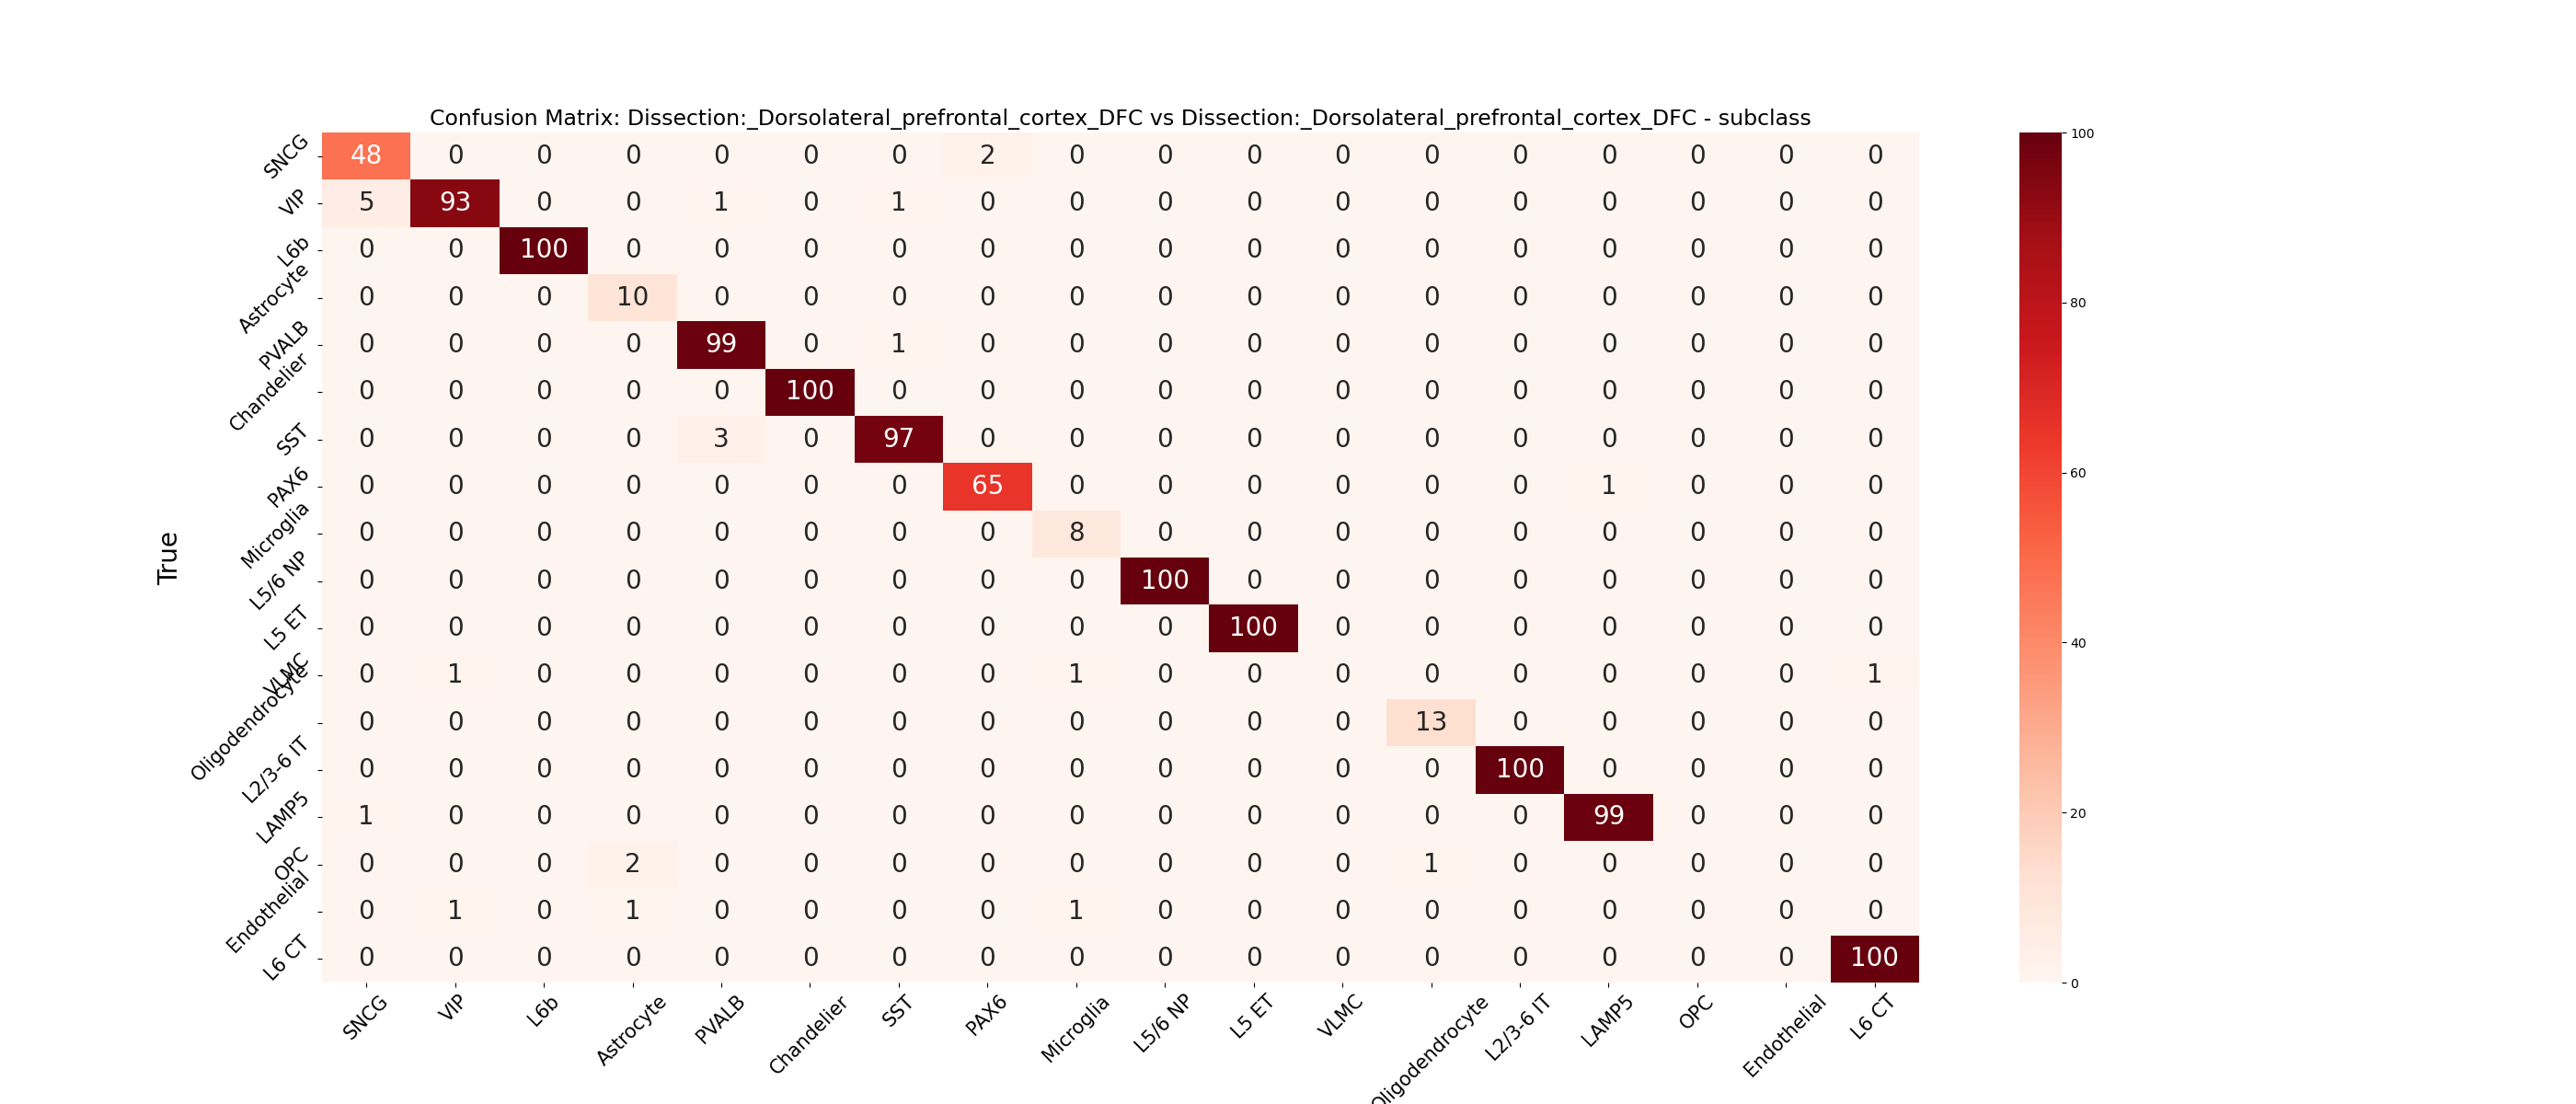 Confusion Matrix: Dissection:_Dorsolateral_prefrontal_cortex_DFC vs Dissection:_Dorsolateral_prefrontal_cortex_DFC - subclass
SNCG 48 0 0 0 0 0 0 2 0 0 0 0 0 0 0 0 0 0
VIP 5 93 0 0 1 0 1 0 0 0 0 0 0 0 0 0 0 0
L6b 0 0 100 0 0 0 0 0 0 0 0 0 0 0 0 0 0 0
Astrocyte 0 0 0 10 0 0 0 0 0 0 0 0 0 0 0 0 0 0
PVALB 0 0 0 0 99 0 1 0 0 0 0 0 0 0 0 0 0 0
Chandelier 0 0 0 0 0 100 0 0 0 0 0 0 0 0 0 0 0 0
SST 0 0 0 0 3 0 97 0 0 0 0 0 0 0 0 0 0 0
PAX6 0 0 0 0 0 0 0 65 0 0 0 0 0 0 1 0 0 0
Microglia 0 0 0 0 0 0 0 0 8 0 0 0 0 0 0 0 0 0
L5/6 NP 0 0 0 0 0 0 0 0 0 100 0 0 0 0 0 0 0 0
L5 ET 0 0 0 0 0 0 0 0 0 0 100 0 0 0 0 0 0 0
VLMC 0 1 0 0 0 0 0 0 1 0 0 0 0 0 0 0 0 1
Oligodendrocyte 0 0 0 0 0 0 0 0 0 0 0 0 13 0 0 0 0 0
L2/3-6 IT 0 0 0 0 0 0 0 0 0 0 0 0 0 100 0 0 0 0
LAMP5 1 0 0 0 0 0 0 0 0 0 0 0 0 0 99 0 0 0
OPC 0 0 0 2 0 0 0 0 0 0 0 0 1 0 0 0 0 0
Endothelial 0 1 0 1 0 0 0 0 1 0 0 0 0 0 0 0 0 0
L6 CT 0 0 0 0 0 0 0 0 0 0 0 0 0 0 0 0 0 100
True
SNCG VIP L6b Astrocyte PVALB Chandelier SST PAX6 Microglia L5/6 NP L5 ET VLMC Oligodendrocyte L2/3-6 IT LAMP5 OPC Endothelial L6 CT
100
80
60
40
20
0